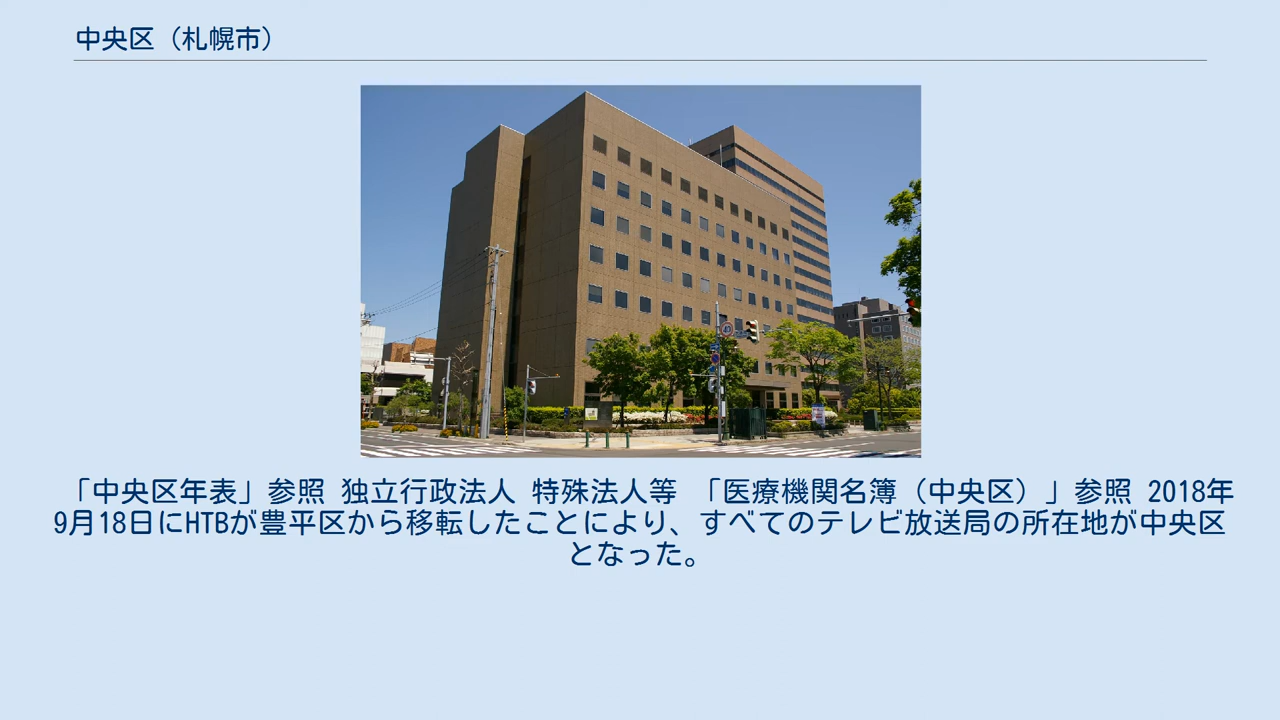 中央区（札幌市）
「中央区年表」参照 独立行政法人 特殊法人等 「医療機関名簿（中央区）」参照 2018年
9月18日にHTBが豊平区から移転したことにより、すべてのテレビ放送局の所在地が中央区
となった。